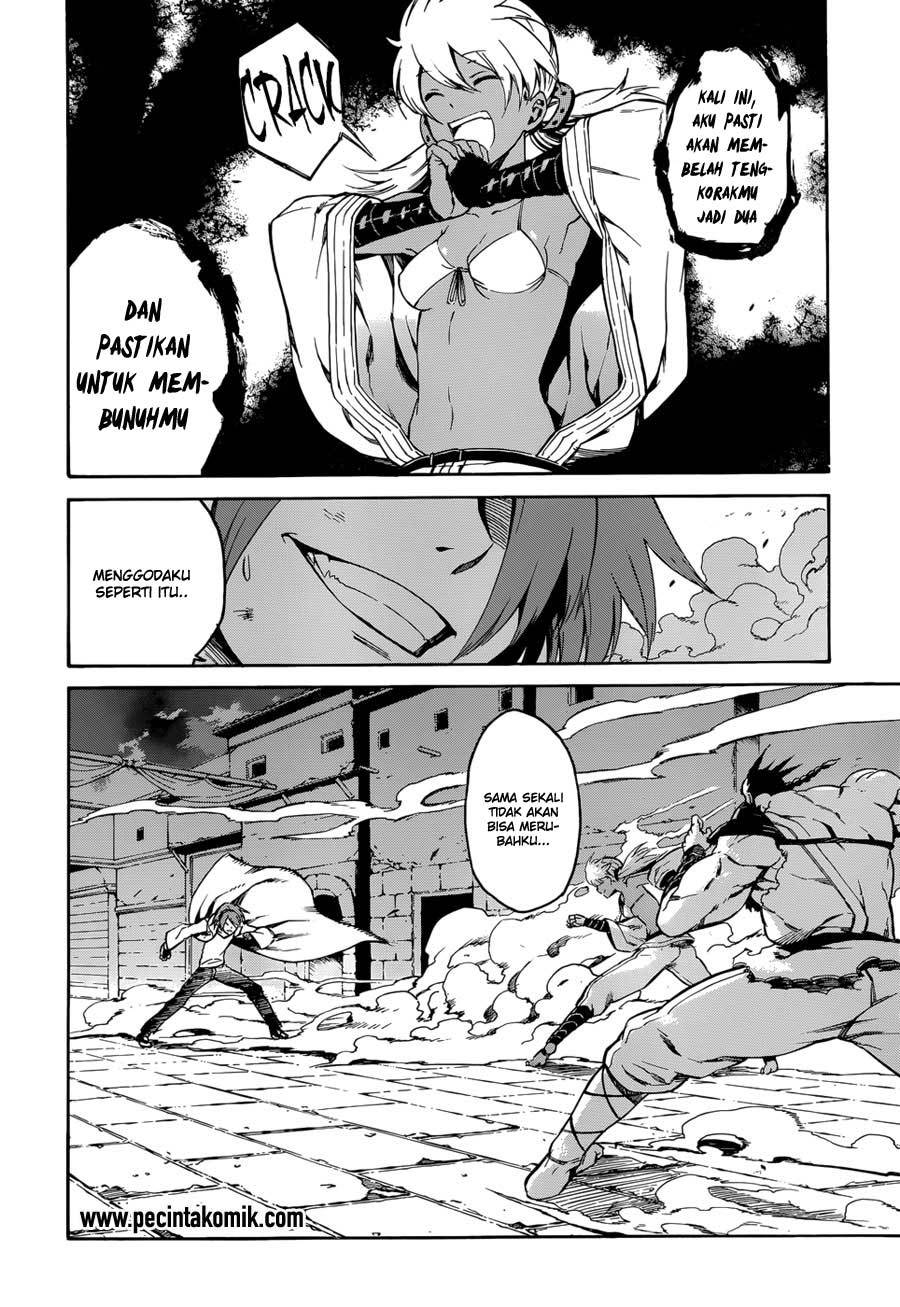 KALI INI,
AKU PASTI
AKAN MEM-
BELAH TENG-
KORAKMU
JADI DUA
CRACK
DAN
PASTIKAN
UNTUK MEM-
BUNUHMU
MENGGODAKU
SEPERTI ITU..
SAMA SEKALI
TIDAK AKAN
BISA MERU-
BAHKU...
www.pecintakomik.com